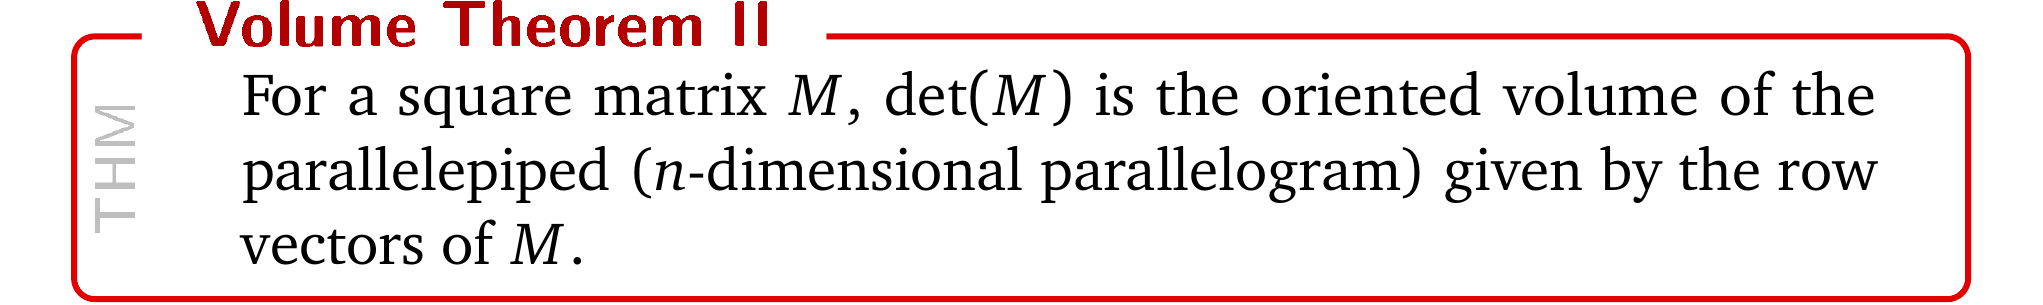 Volume Theorem II
THM
For a square matrix M, det(M) is the oriented volume of the
parallelepiped (n-dimensional parallelogram) given by the row
vectors of M.